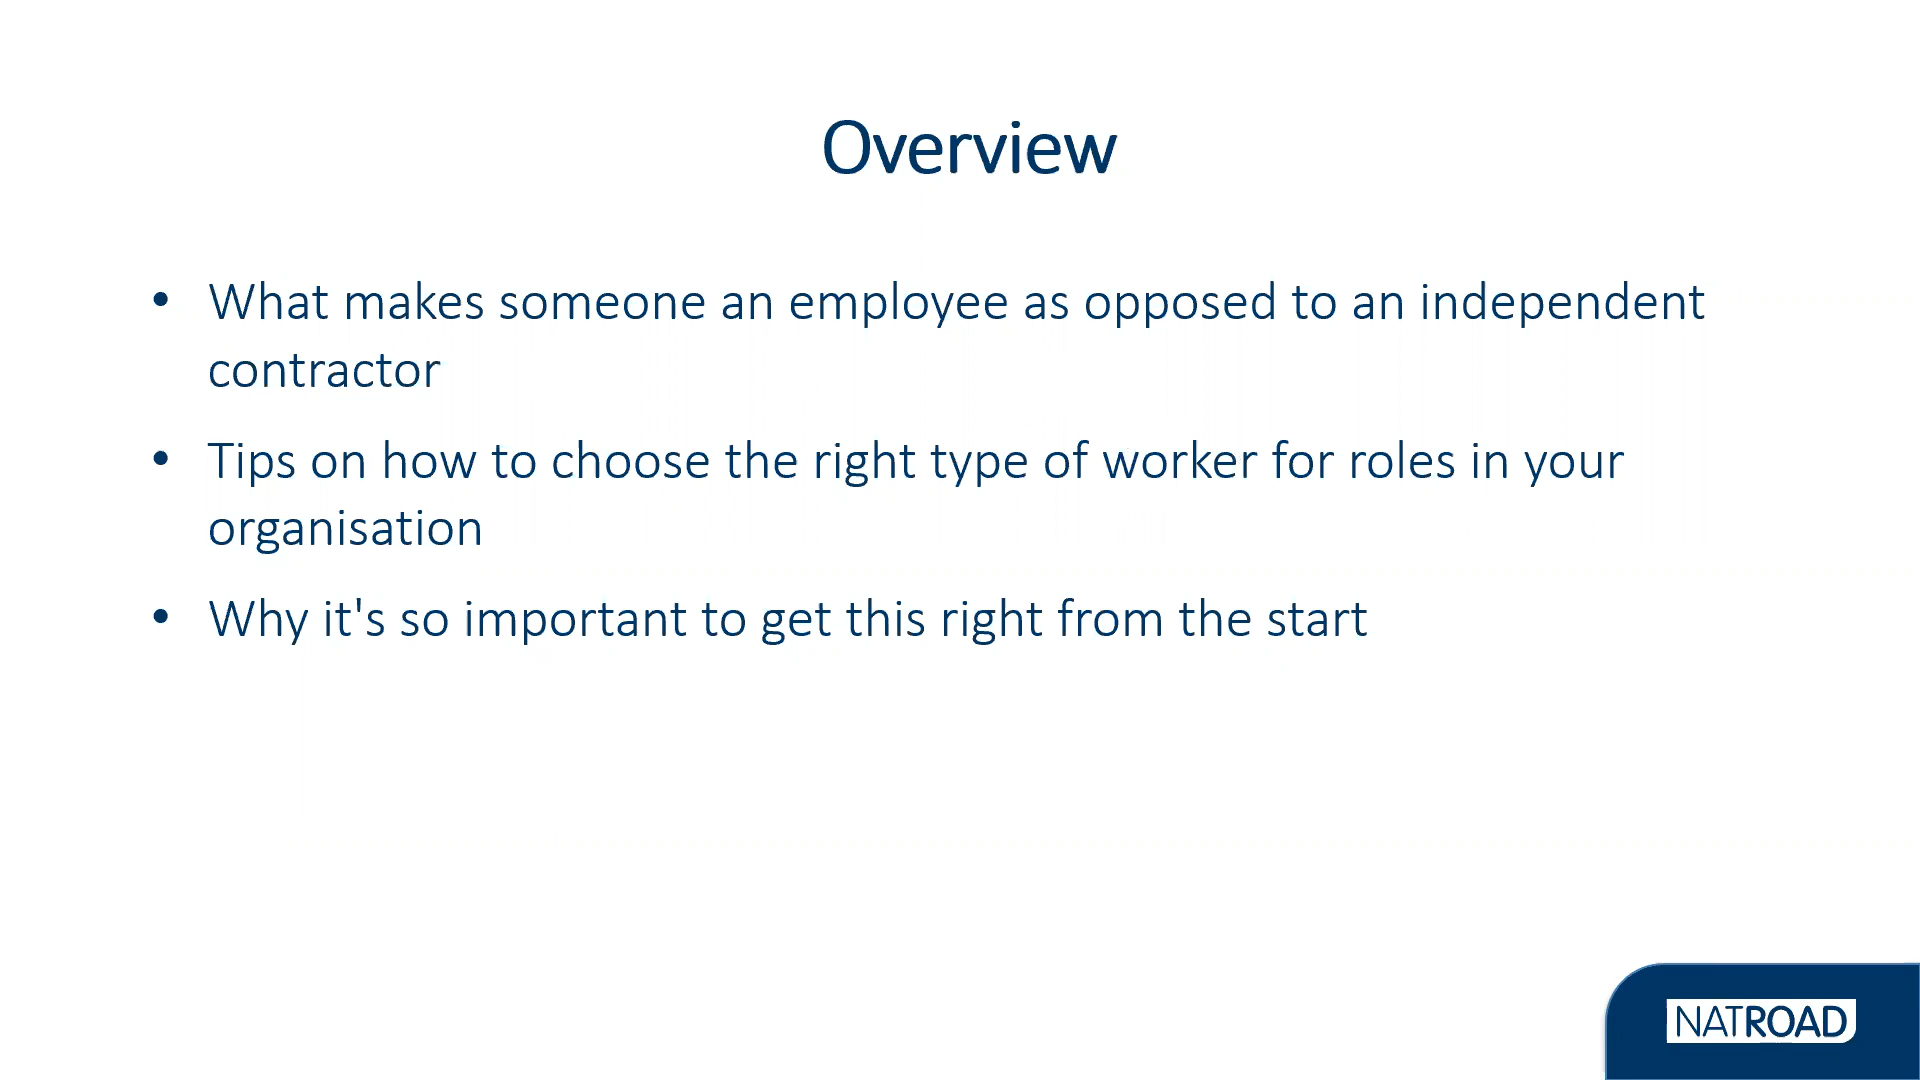 Overview
• What makes someone an employee as opposed to an independent
contractor
• Tips on how to choose the right type of worker for roles in your
organisation
• Why it's so important to get this right from the start
NATROAD